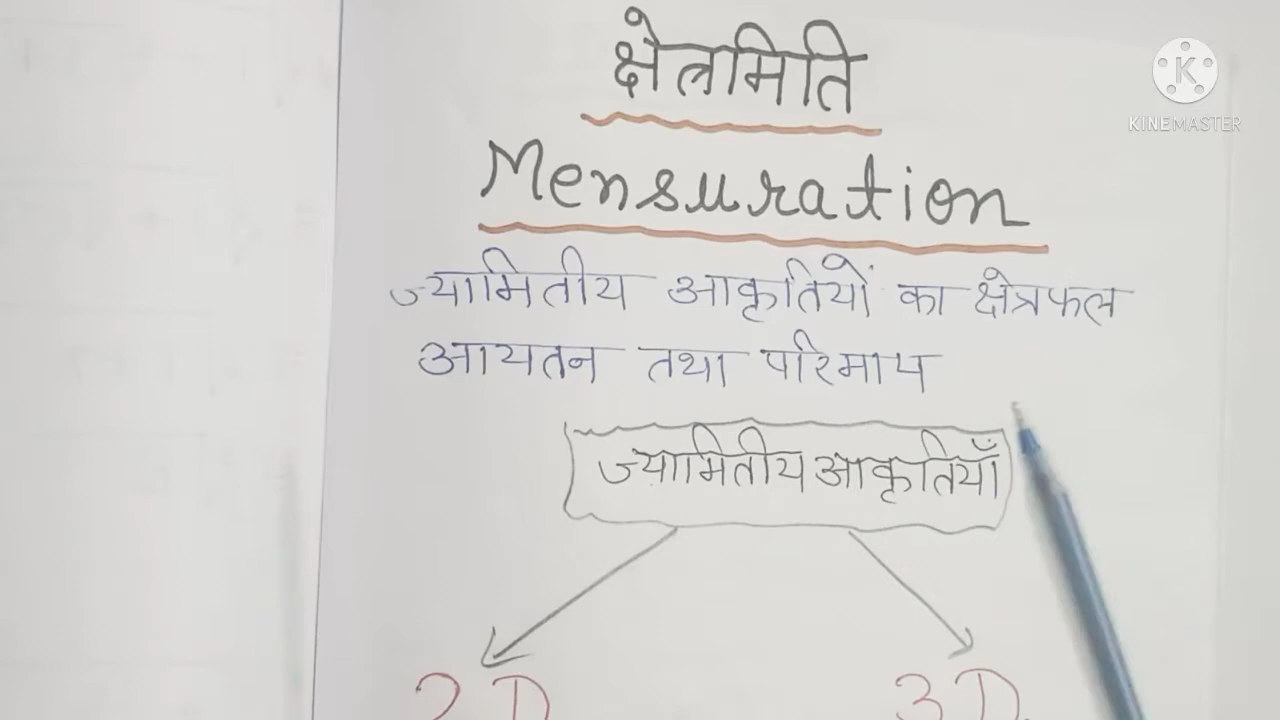 क्षेत्रमिति
KINEMASTER
Mensuration
ज्यामितीय आकृतियों का क्षेत्रफल
आयतन तथा परिमाप
ज्यामितीय आकृतियाँ
2D 3D